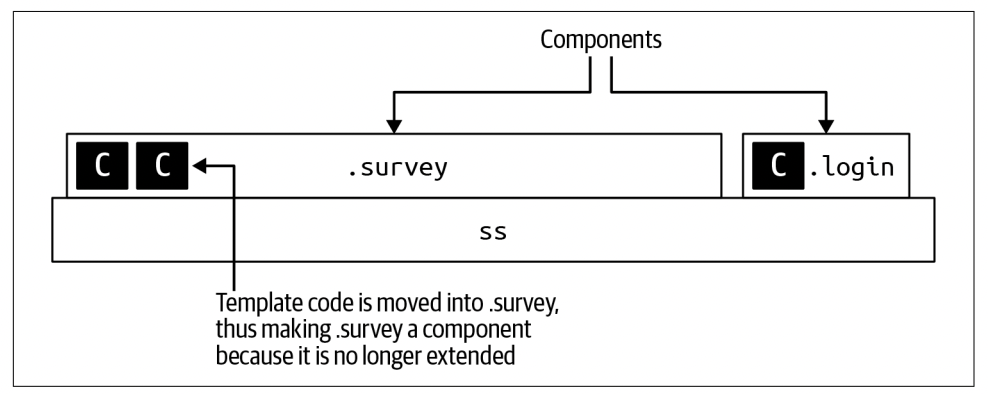 Components
C C .survey C .login
ss
Template code is moved into .survey,
thus making .survey a component
because it is no longer extended